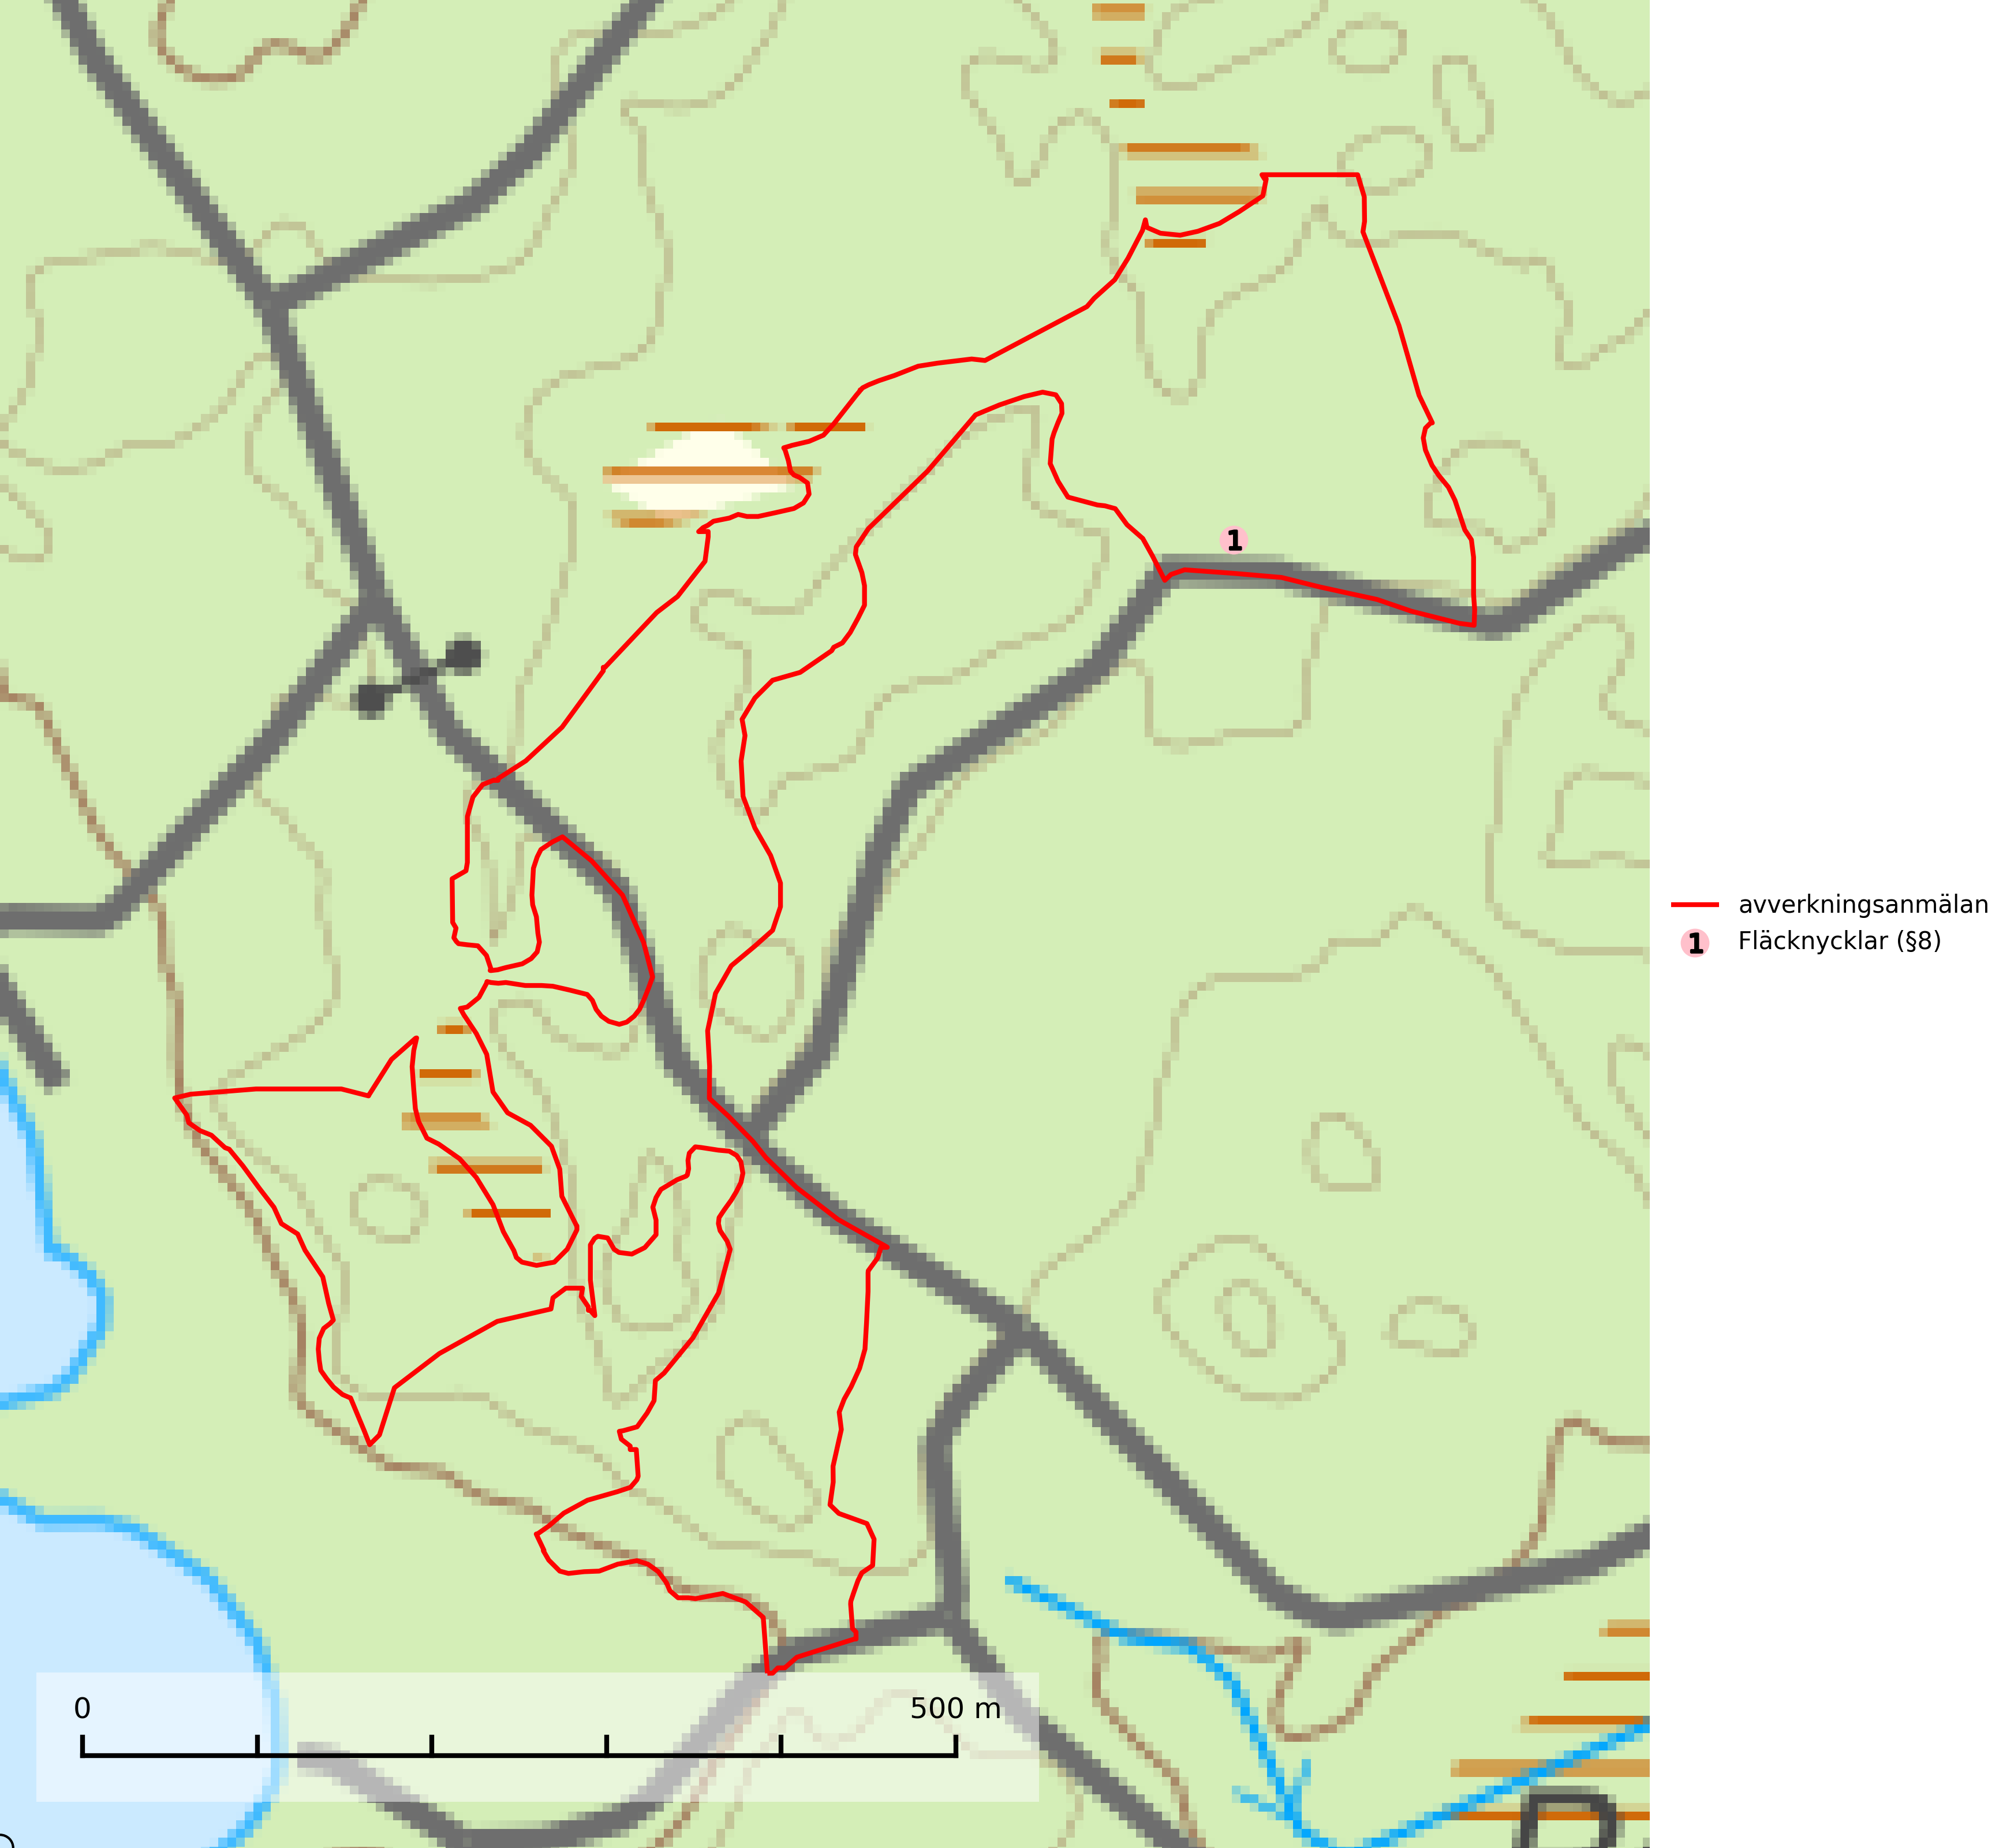 1
0 500 m
avverkningsanmälan
1 Fläcknycklar (§8)